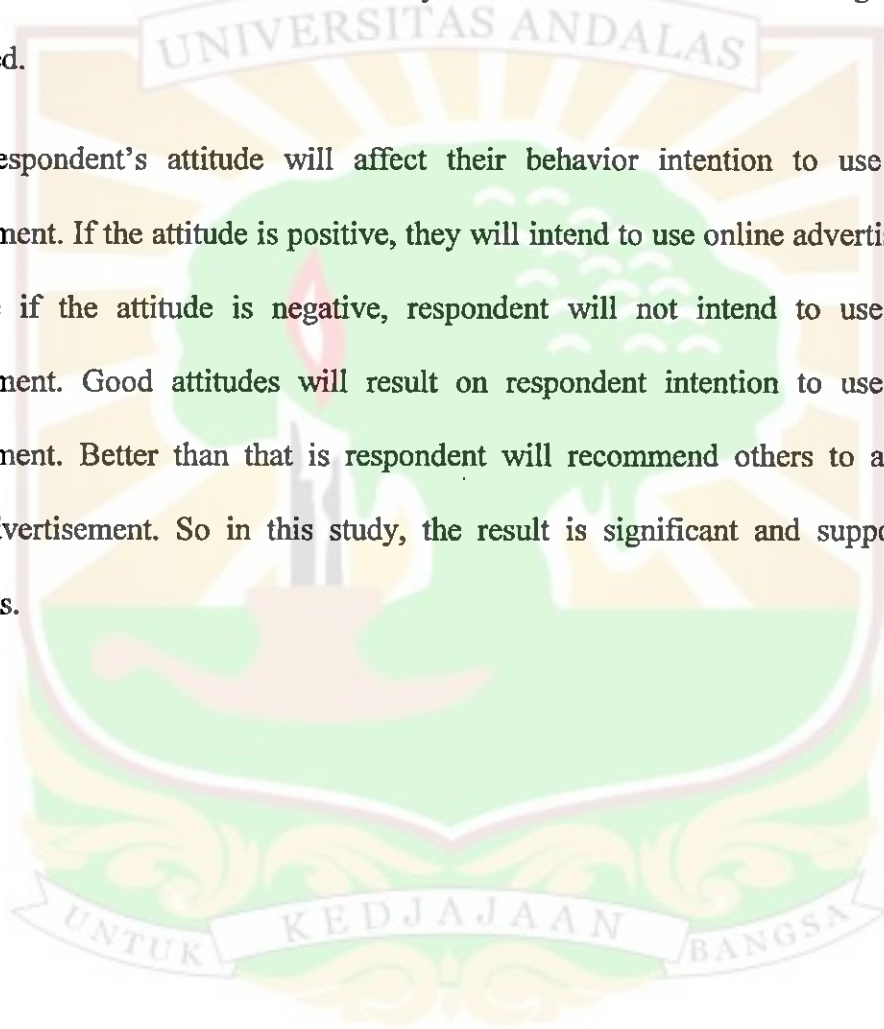 UNIVERSITAS ANDALAS
ed.
espondent's attitude will affect their behavior intention to use
ment. If the attitude is positive, they will intend to use online advertis
if the attitude is negative, respondent will not intend to use
ment. Good attitudes will result on respondent intention to use
ment. Better than that is respondent will recommend others to a
vertisement. So in this study, the result is significant and suppo
s.
UNTUK KEDJAJAAN BANGSA